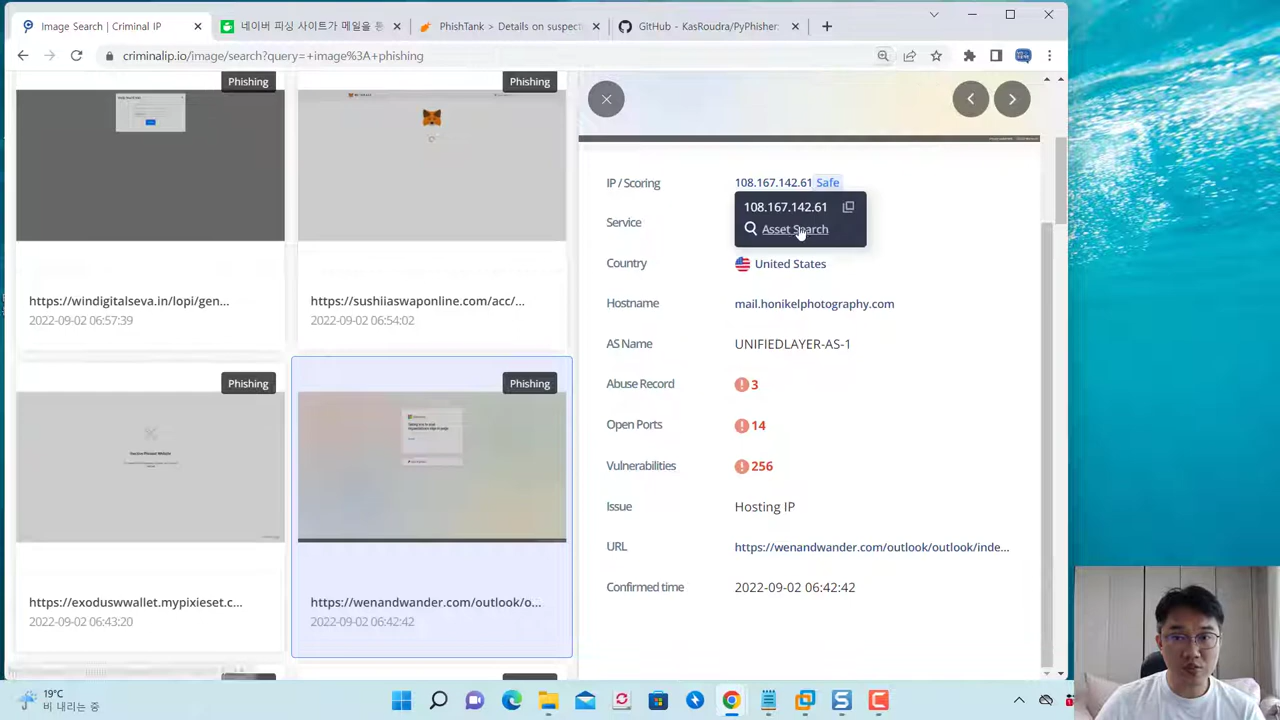 Image Search | Criminal IP
네이버 피싱 사이트가 메일을 통
PhishTank > Details on suspect
GitHub - KasRoudra/PyPhisher:
criminalip.io/image/search?query=+image%3A+phishing
Phishing
Phishing
https://windigitalseva.in/lopi/gen...
2022-09-02 06:57:39
https://sushiiaswaponline.com/acc/...
2022-09-02 06:54:02
Phishing
Phishing
https://exoduswwallet.mypixieset.c...
2022-09-02 06:43:20
https://wenandwander.com/outlook/o...
2022-09-02 06:42:42
IP / Scoring
108.167.142.61 Safe
108.167.142.61
Asset Search
Service
Country
United States
Hostname
mail.honikelphotography.com
AS Name
UNIFIEDLAYER-AS-1
Abuse Record
3
Open Ports
14
Vulnerabilities
256
Issue
Hosting IP
URL
https://wenandwander.com/outlook/outlook/inde...
Confirmed time
2022-09-02 06:42:42
19°C
비 내리는 중